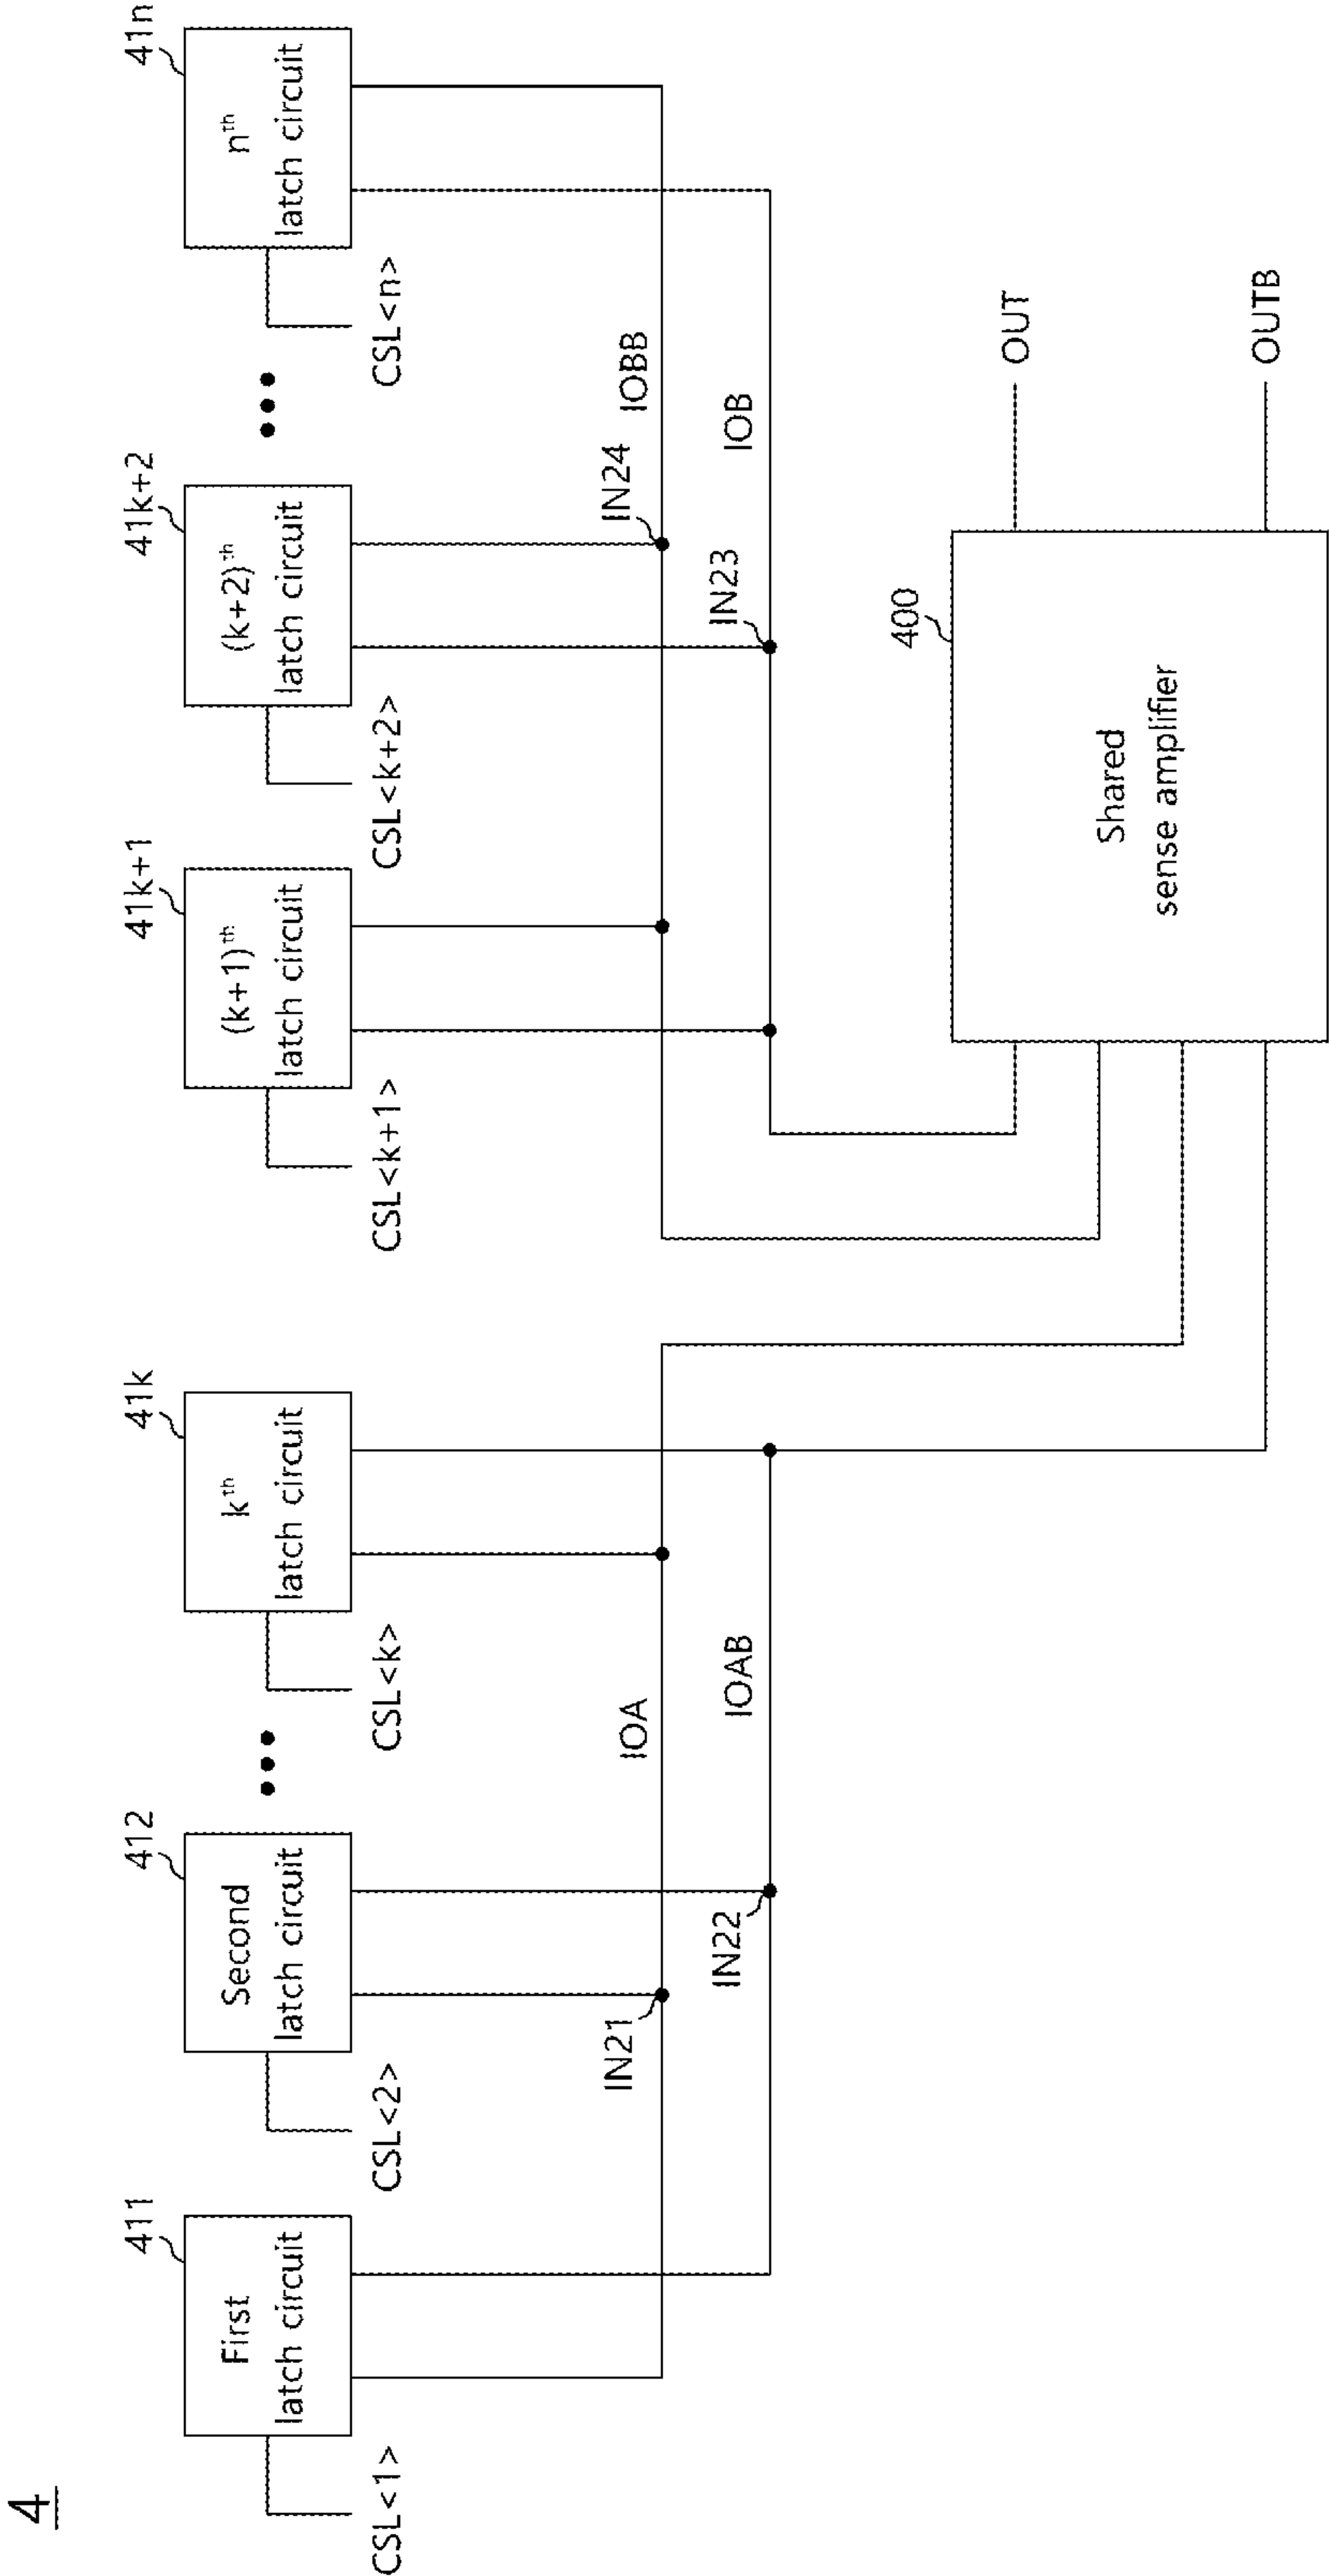 4
411
412
41k
41k+1
41k+2
41n
First
latch circuit
Second
latch circuit
kth
latch circuit
(k+1)th
latch circuit
(k+2)th
latch circuit
nth
latch circuit
CSL<1>
CSL<2>
CSL<k>
CSL<k+1>
CSL<k+2>
CSL<n>
IN21
IOA
IN24
IOBB
IN22
IOAB
IN23
IOB
400
Shared
sense amplifier
OUT
OUTB